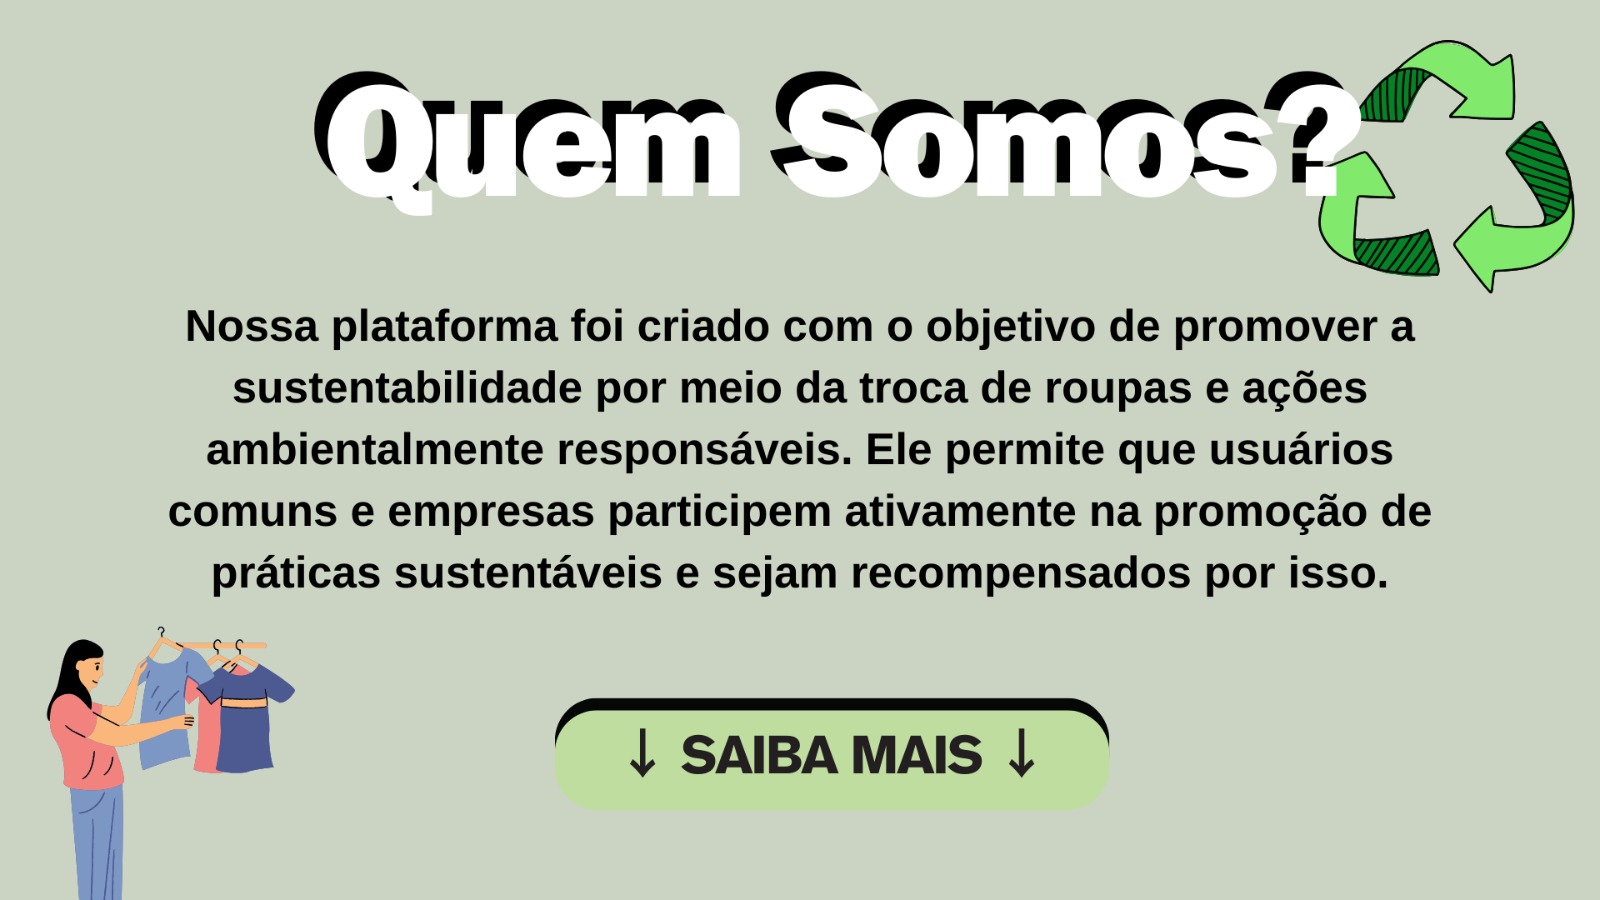 Quem Somos?
Nossa plataforma foi criado com o objetivo de promover a
sustentabilidade por meio da troca de roupas e ações
ambientalmente responsáveis. Ele permite que usuários
comuns e empresas participem ativamente na promoção de
práticas sustentáveis e sejam recompensados por isso.
↓ SAIBA MAIS ↓